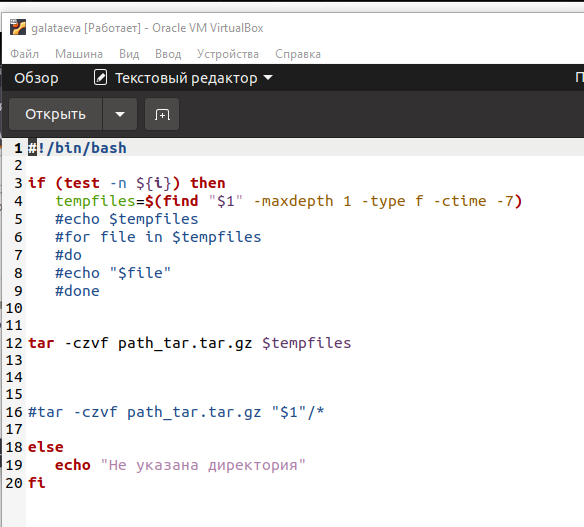 galataeva [Работает] - Oracle VM VirtualBox
Файл Машина Вид Ввод Устройства Справка
Обзор Текстовый редактор П
Открыть
1 #!/bin/bash
2
3 if (test -n ${i}) then
4    tempfiles=$(find "$1" -maxdepth 1 -type f -ctime -7)
5    #echo $tempfiles
6    #for file in $tempfiles
7    #do
8    #echo "$file"
9    #done
10
11
12 tar -czvf path_tar.tar.gz $tempfiles
13
14
15
16 #tar -czvf path_tar.tar.gz "$1"/*
17
18 else
19    echo "Не указана директория"
20 fi